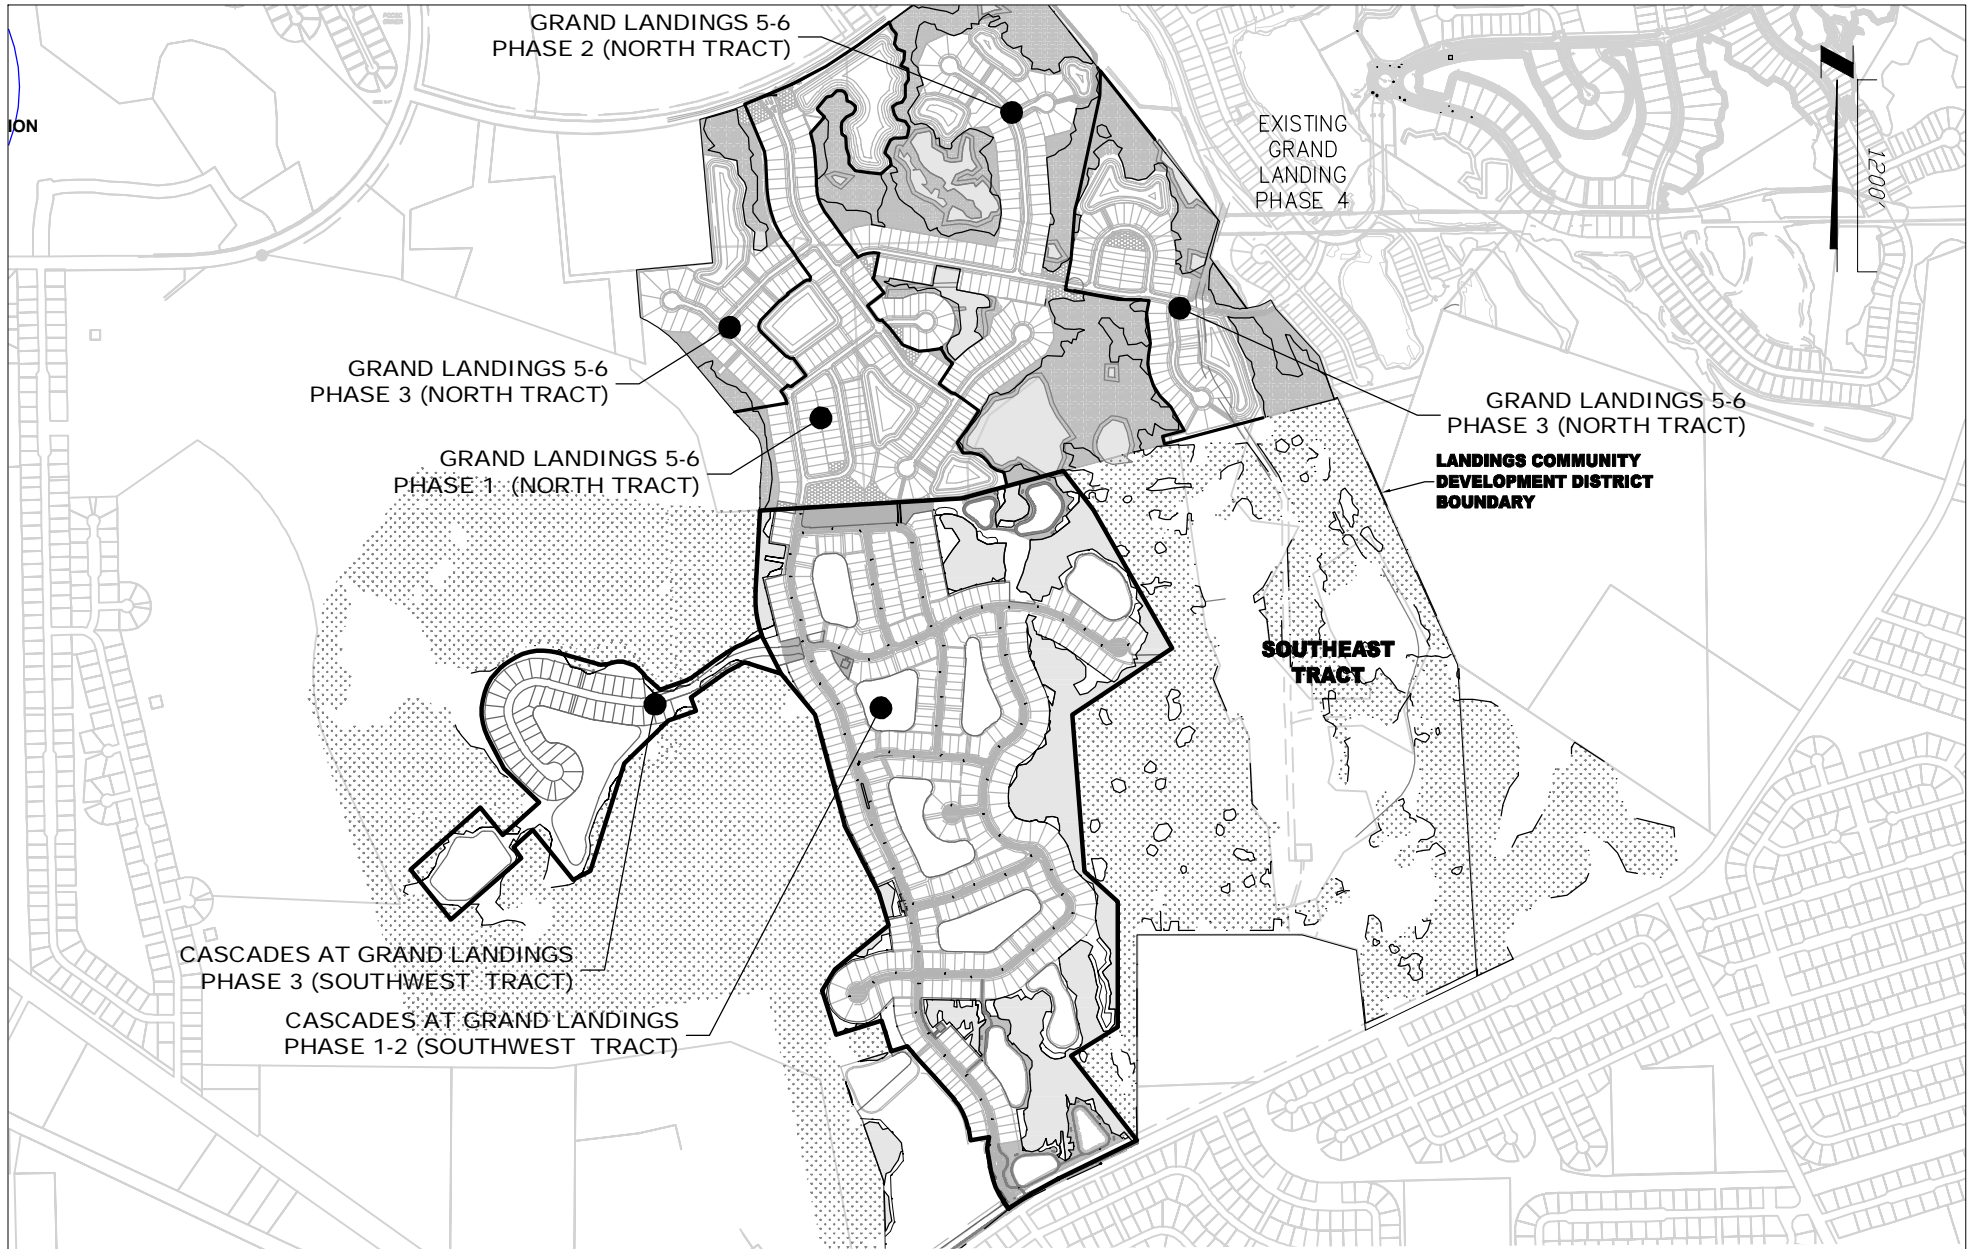 GRAND LANDINGS 5-6
PHASE 2 (NORTH TRACT)
ION
EXISTING
GRAND
LANDING
PHASE 4
1200'
GRAND LANDINGS 5-6
PHASE 3 (NORTH TRACT)
GRAND LANDINGS 5-6
PHASE 3 (NORTH TRACT)
GRAND LANDINGS 5-6
PHASE 1 (NORTH TRACT)
LANDINGS COMMUNITY
DEVELOPMENT DISTRICT
BOUNDARY
SOUTHEAST
TRACT
CASCADES AT GRAND LANDINGS
PHASE 3 (SOUTHWEST TRACT)
CASCADES AT GRAND LANDINGS
PHASE 1-2 (SOUTHWEST TRACT)